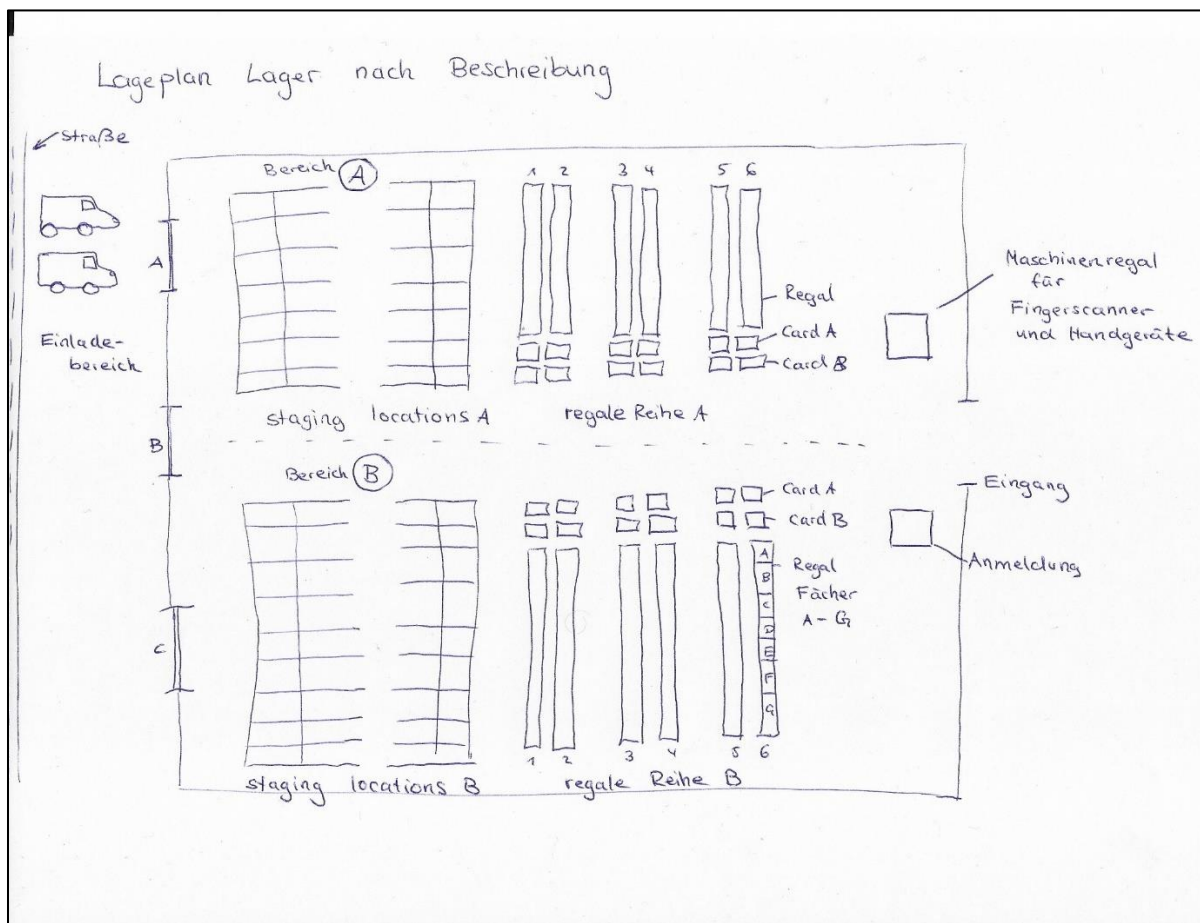 Lageplan Lager nach Beschreibung
Straße
Bereich A
1 2 3 4 5 6
A
Maschinenregal
für
Fingerscanner
und Handgeräte
Regal
Card A
Card B
Einlade-
bereich
staging locations A
regale Reihe A
B
Bereich B
Card A
Card B
Eingang
Anmeldung
Regal
Fächer
A - G
A
B
C
D
E
F
G
C
1 2 3 4 5 6
staging locations B
regale Reihe B